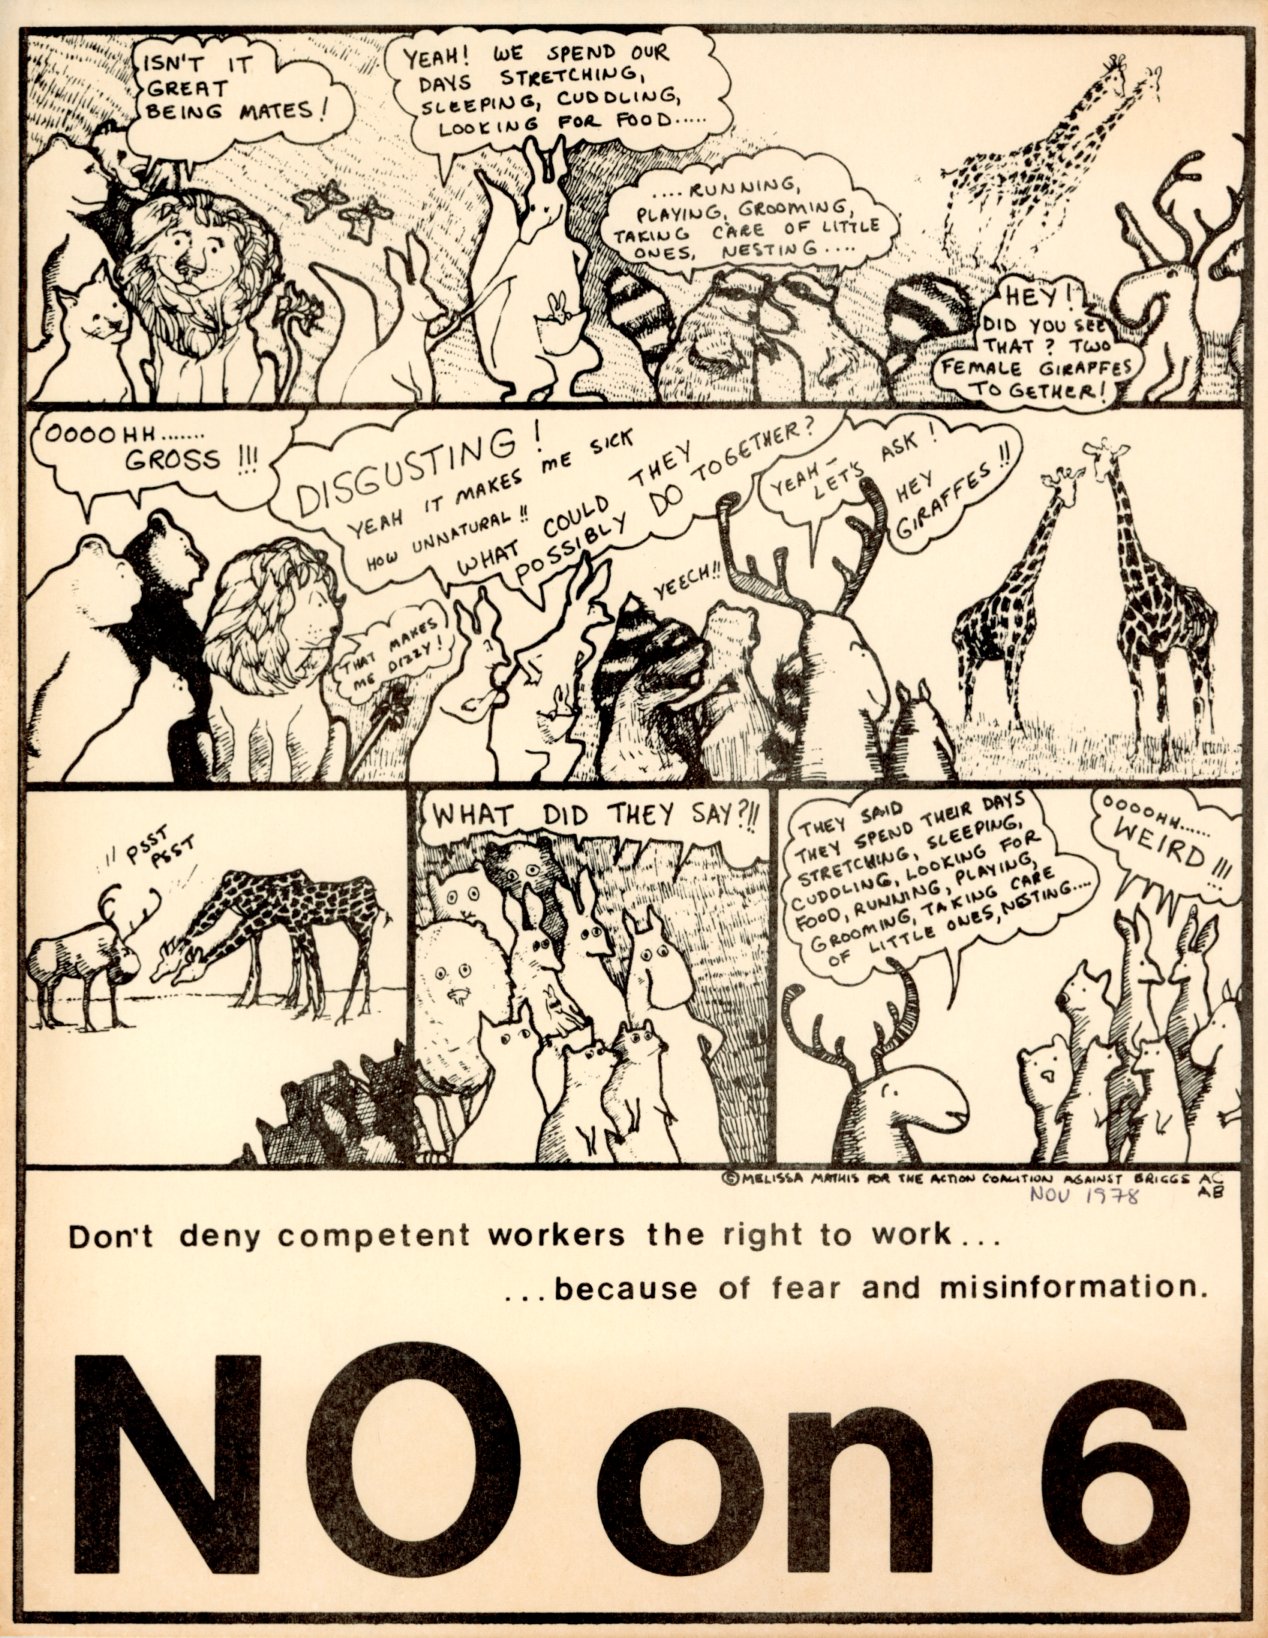 ISN'T IT
GREAT
BEING MATES!
YEAH! WE SPEND OUR
DAYS STRETCHING,
SLEEPING, CUDDLING,
LOOKING FOR FOOD.....
....RUNNING,
PLAYING, GROOMING,
TAKING CARE OF LITTLE
ONES, NESTING....
HEY!
DID YOU SEE
THAT? TWO
FEMALE GIRAFFES
TOGETHER!
OOOOHH.......
GROSS !!!
DISGUSTING!
YEAH IT MAKES ME SICK
HOW UNNATURAL!!
WHAT COULD THEY
POSSIBLY DO TOGETHER?
THAT MAKES
ME DIZZY!
YEECH!!
YEAH-
LET'S ASK!
HEY
GIRAFFES!!
PSST
PSST
WHAT DID THEY SAY?!!
THEY SAID
THEY SPEND THEIR DAYS
STRETCHING, SLEEPING,
CUDDLING, LOOKING FOR
FOOD, RUNNING, PLAYING,
GROOMING, TAKING CARE
OF LITTLE ONES, NESTING....
OOOOHH......
WEIRD !!!
© MELISSA MATHIS FOR THE ACTION COALITION AGAINST BRIGGS AC
AB
NOV 1978
Don't deny competent workers the right to work...
...because of fear and misinformation.
NO on 6